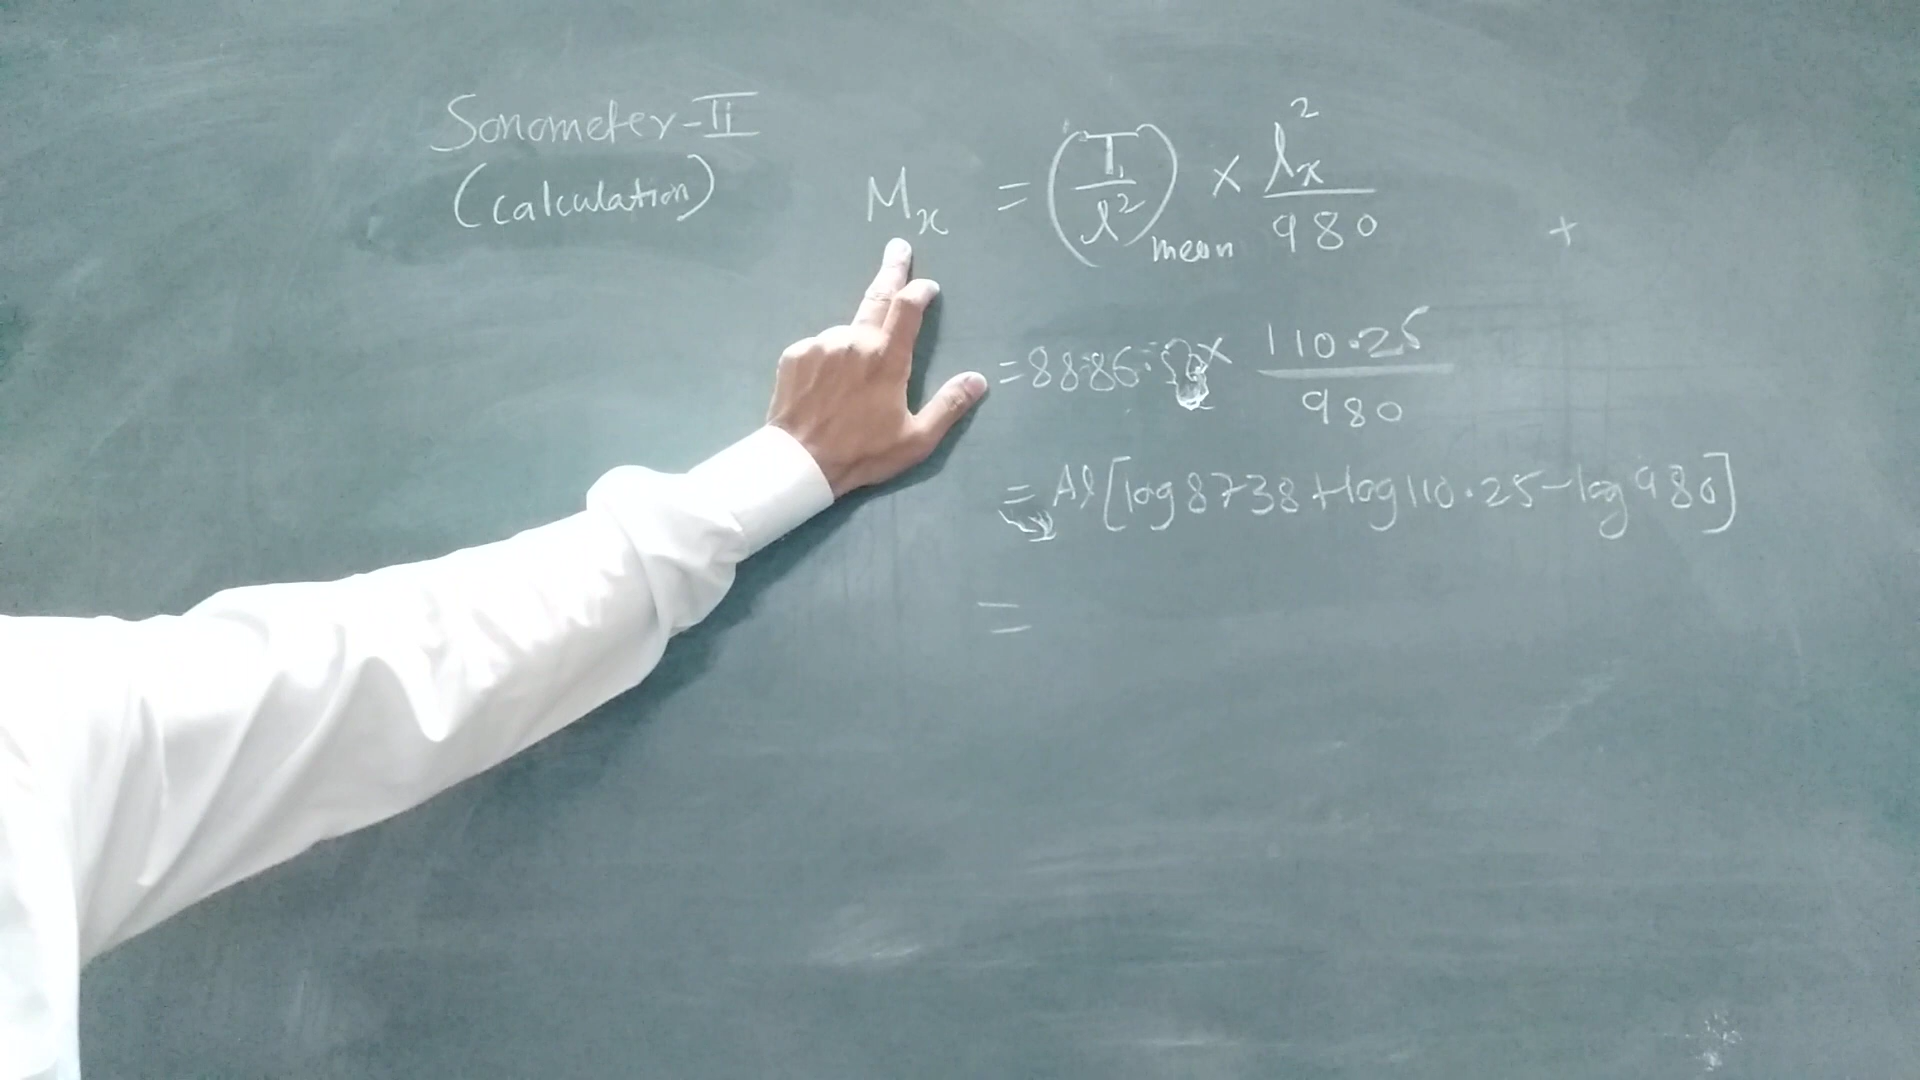 Sonometer-II
(calculation)
Mx = (T1/l²)mean × lx²/980
+
= 8886. × 110.25/980
= Al[log 8738 + log 110.25 - log 980]
=